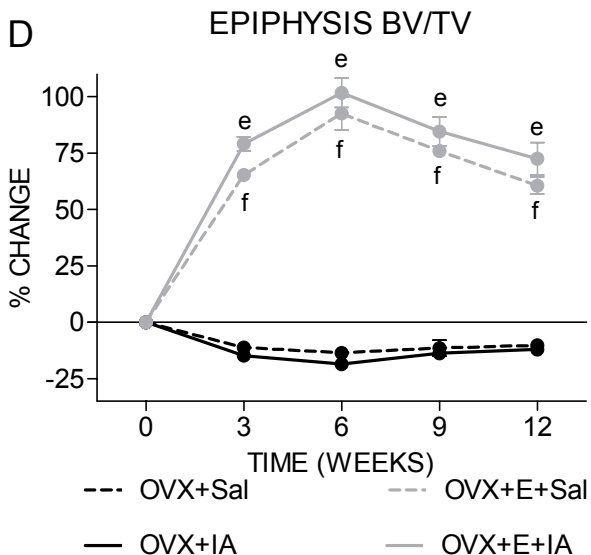 D
EPIPHYSIS BV/TV
% CHANGE
100
75
50
25
0
-25
e
e
e
e
f
f
f
f
0 3 6 9 12
TIME (WEEKS)
OVX+Sal OVX+E+Sal
OVX+IA OVX+E+IA